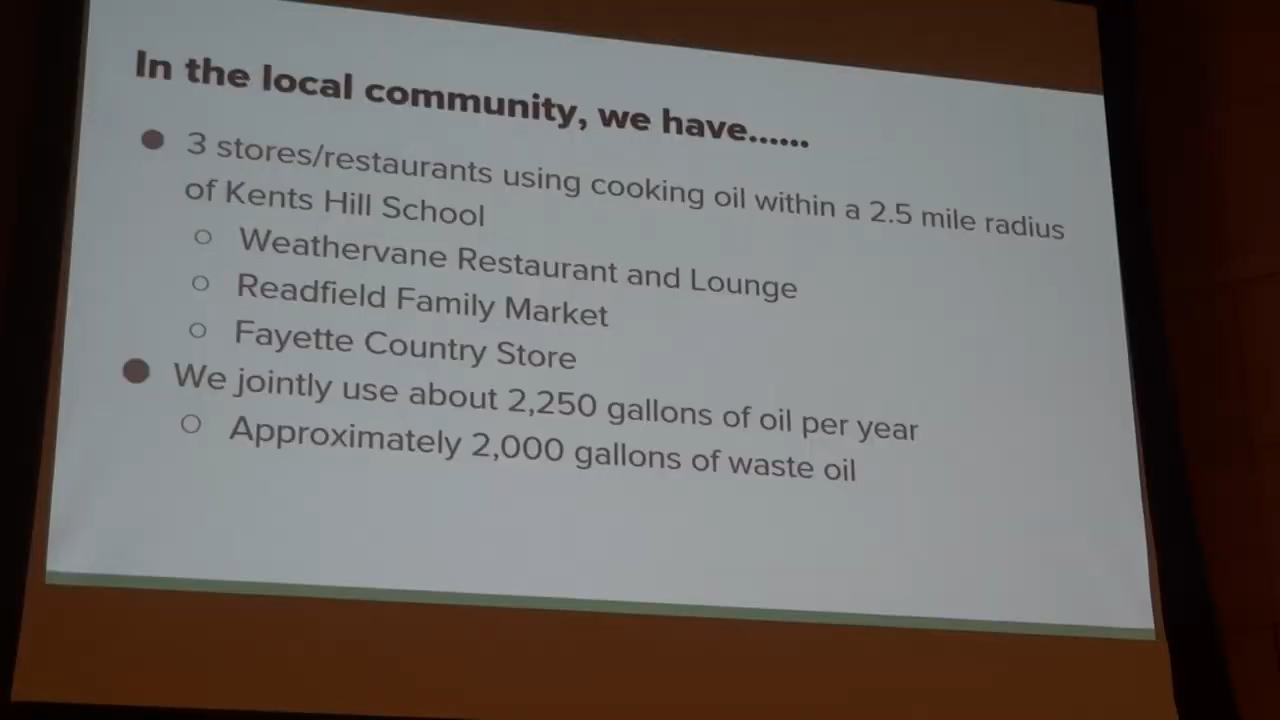 In the local community, we have......
● 3 stores/restaurants using cooking oil within a 2.5 mile radius
of Kents Hill School
○ Weathervane Restaurant and Lounge
○ Readfield Family Market
○ Fayette Country Store
● We jointly use about 2,250 gallons of oil per year
○ Approximately 2,000 gallons of waste oil